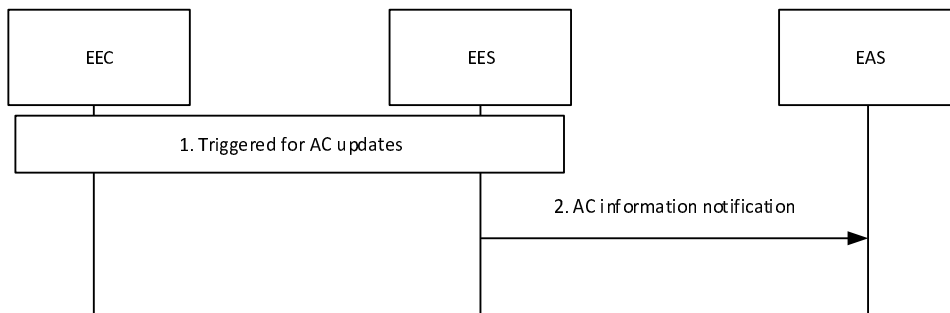 EEC
EES
EAS
1. Triggered for AC updates
2. AC information notification